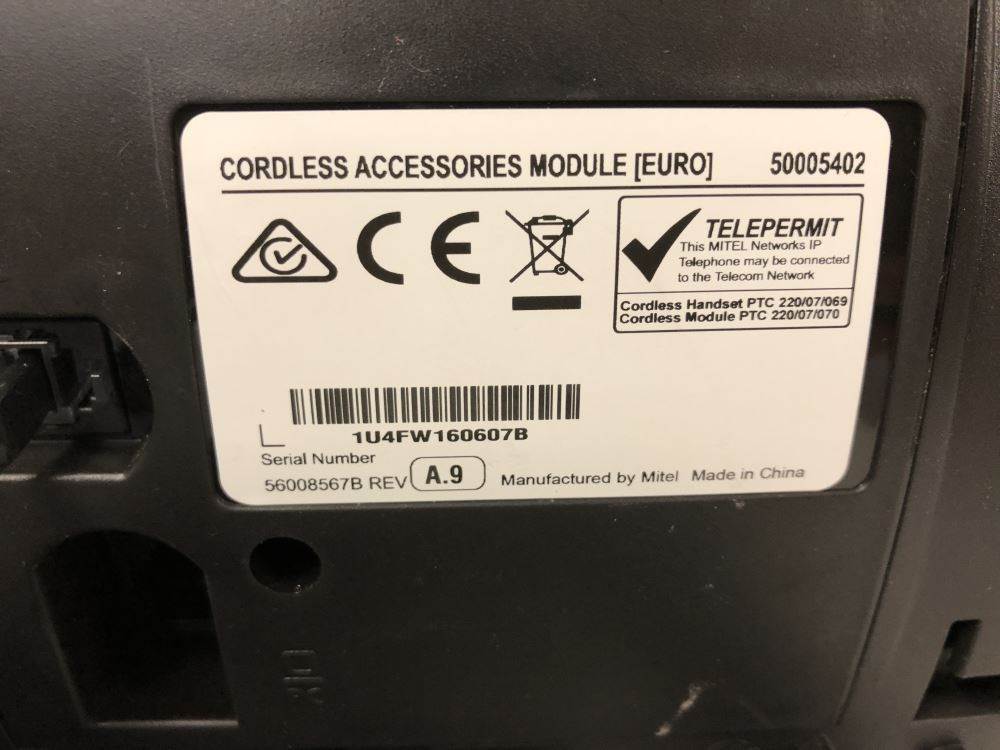 CORDLESS ACCESSORIES MODULE [EURO] 50005402
CE
TELEPERMIT
This MITEL Networks IP
Telephone may be connected
to the Telecom Network
Cordless Handset PTC 220/07/069
Cordless Module PTC 220/07/070
1U4FW160607B
Serial Number
56008567B REV A.9 Manufactured by Mitel Made in China